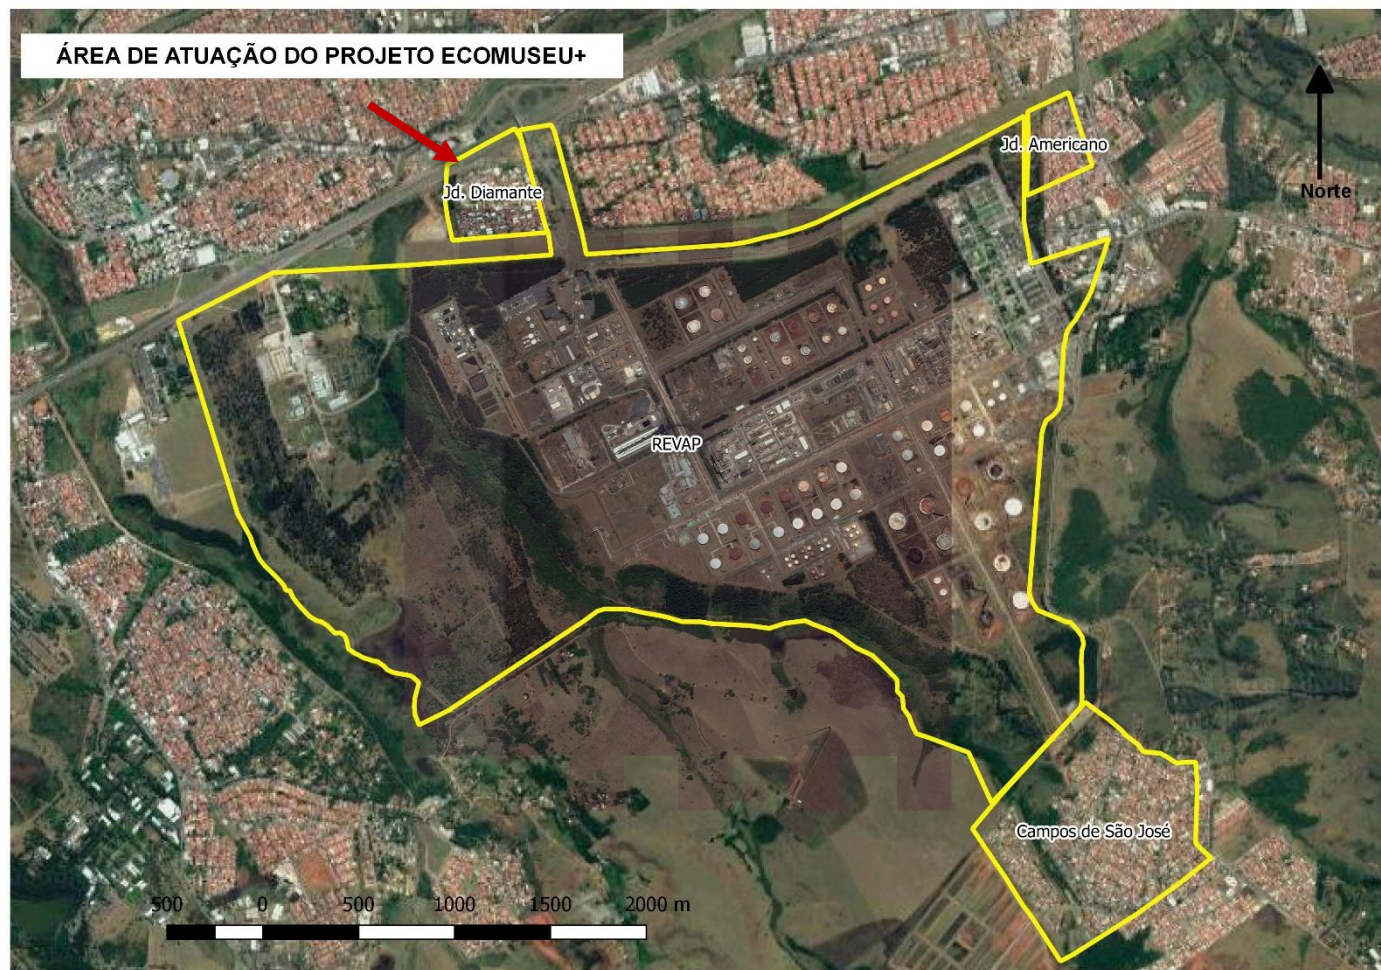 ÁREA DE ATUAÇÃO DO PROJETO ECOMUSEU+
Jd. Americano
Norte
Jd. Diamante
REVAP
Campos de São José
500 0 500 1000 1500 2000 m